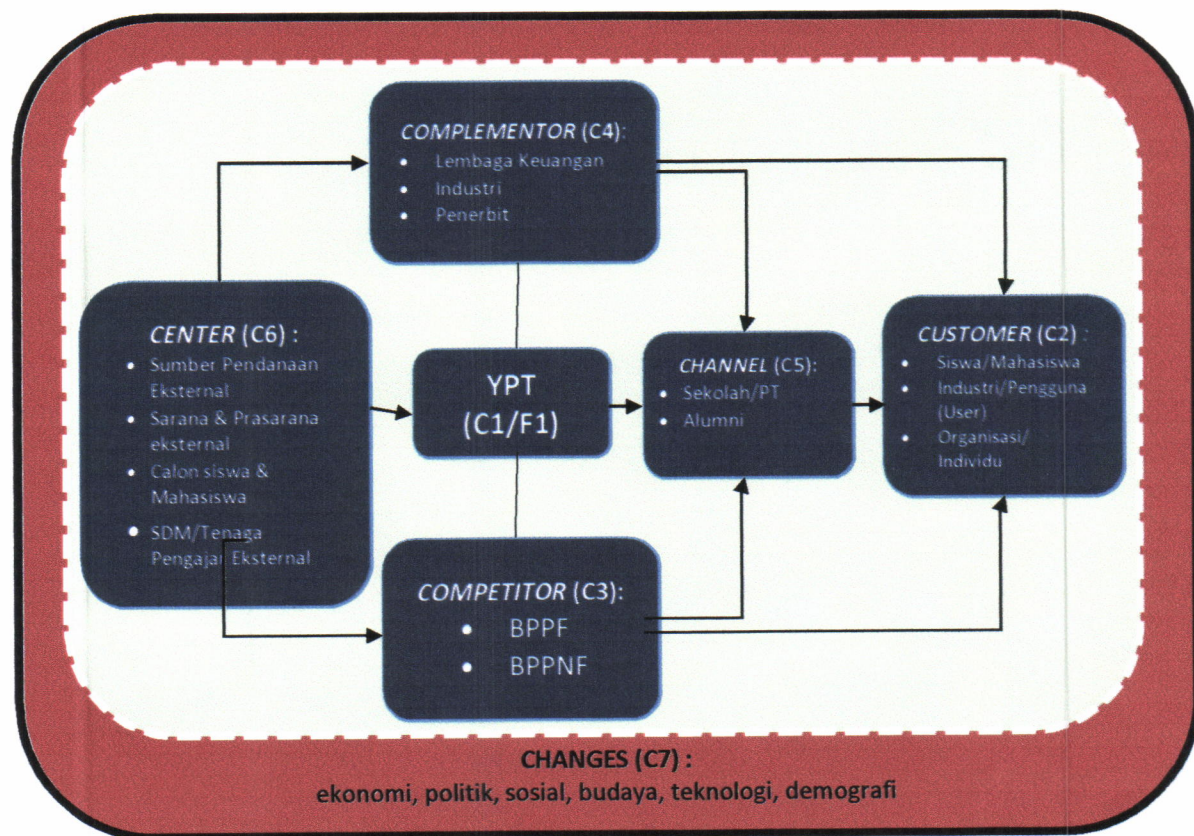 COMPLEMENTOR (C4):
• Lembaga Keuangan
• Industri
• Penerbit
CENTER (C6) :
• Sumber Pendanaan
Eksternal
• Sarana & Prasarana
eksternal
• Calon siswa &
Mahasiswa
• SDM/Tenaga
Pengajar Eksternal
YPT
(C1/F1)
CHANNEL (C5):
• Sekolah/PT
• Alumni
CUSTOMER (C2) :
• Siswa/Mahasiswa
• Industri/Pengguna
(User)
• Organisasi/
Individu
COMPETITOR (C3):
• BPPF
• BPPNF
CHANGES (C7) :
ekonomi, politik, sosial, budaya, teknologi, demografi